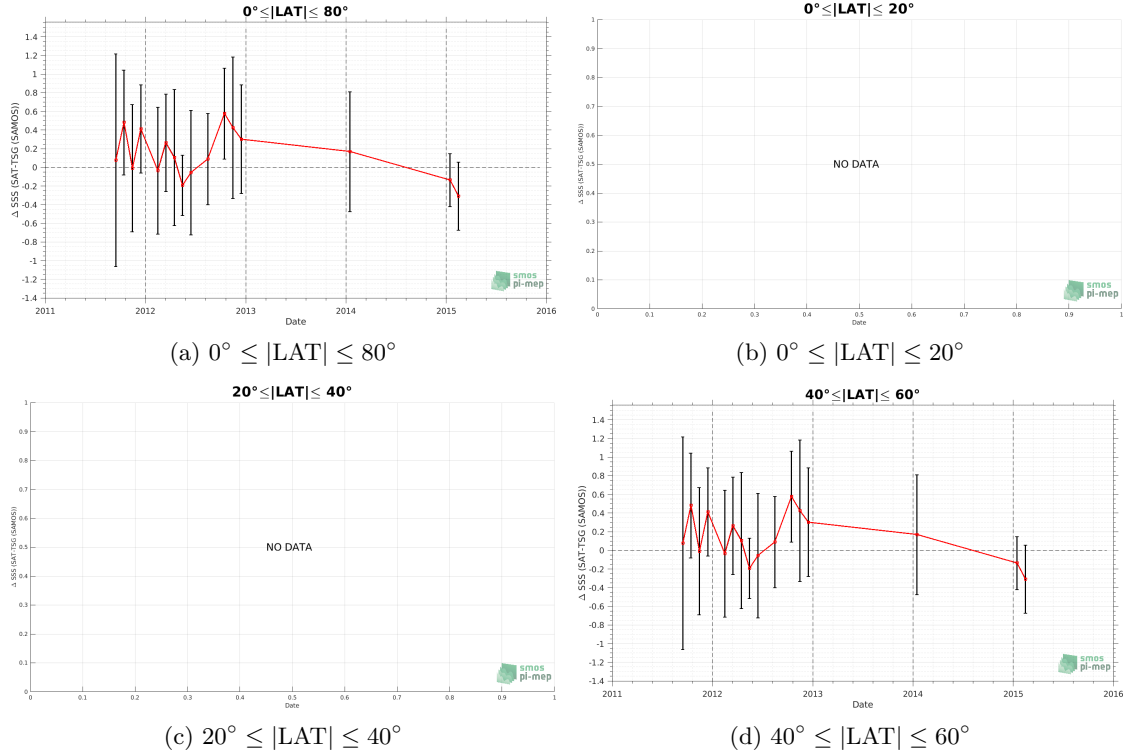 0°≤|LAT|≤ 80°
1.4
1.2
1
0.8
0.6
0.4
0.2
0
-0.2
-0.4
-0.6
-0.8
-1
-1.2
-1.4
Δ SSS (SAT-TSG (SAMOS))
smos
pi-mep
2011 2012 2013 2014 2015 2016
Date
(a) 0° ≤ |LAT| ≤ 80°
0°≤|LAT|≤ 20°
1
0.9
0.8
0.7
0.6
0.5
0.4
0.3
0.2
0.1
0
Δ SSS (SAT-TSG (SAMOS))
NO DATA
smos
pi-mep
0 0.1 0.2 0.3 0.4 0.5 0.6 0.7 0.8 0.9 1
Date
(b) 0° ≤ |LAT| ≤ 20°
20°≤|LAT|≤ 40°
1
0.9
0.8
0.7
0.6
0.5
0.4
0.3
0.2
0.1
0
Δ SSS (SAT-TSG (SAMOS))
NO DATA
smos
pi-mep
0 0.1 0.2 0.3 0.4 0.5 0.6 0.7 0.8 0.9 1
Date
(c) 20° ≤ |LAT| ≤ 40°
40°≤|LAT|≤ 60°
1.4
1.2
1
0.8
0.6
0.4
0.2
0
-0.2
-0.4
-0.6
-0.8
-1
-1.2
-1.4
Δ SSS (SAT-TSG (SAMOS))
smos
pi-mep
2011 2012 2013 2014 2015 2016
Date
(d) 40° ≤ |LAT| ≤ 60°